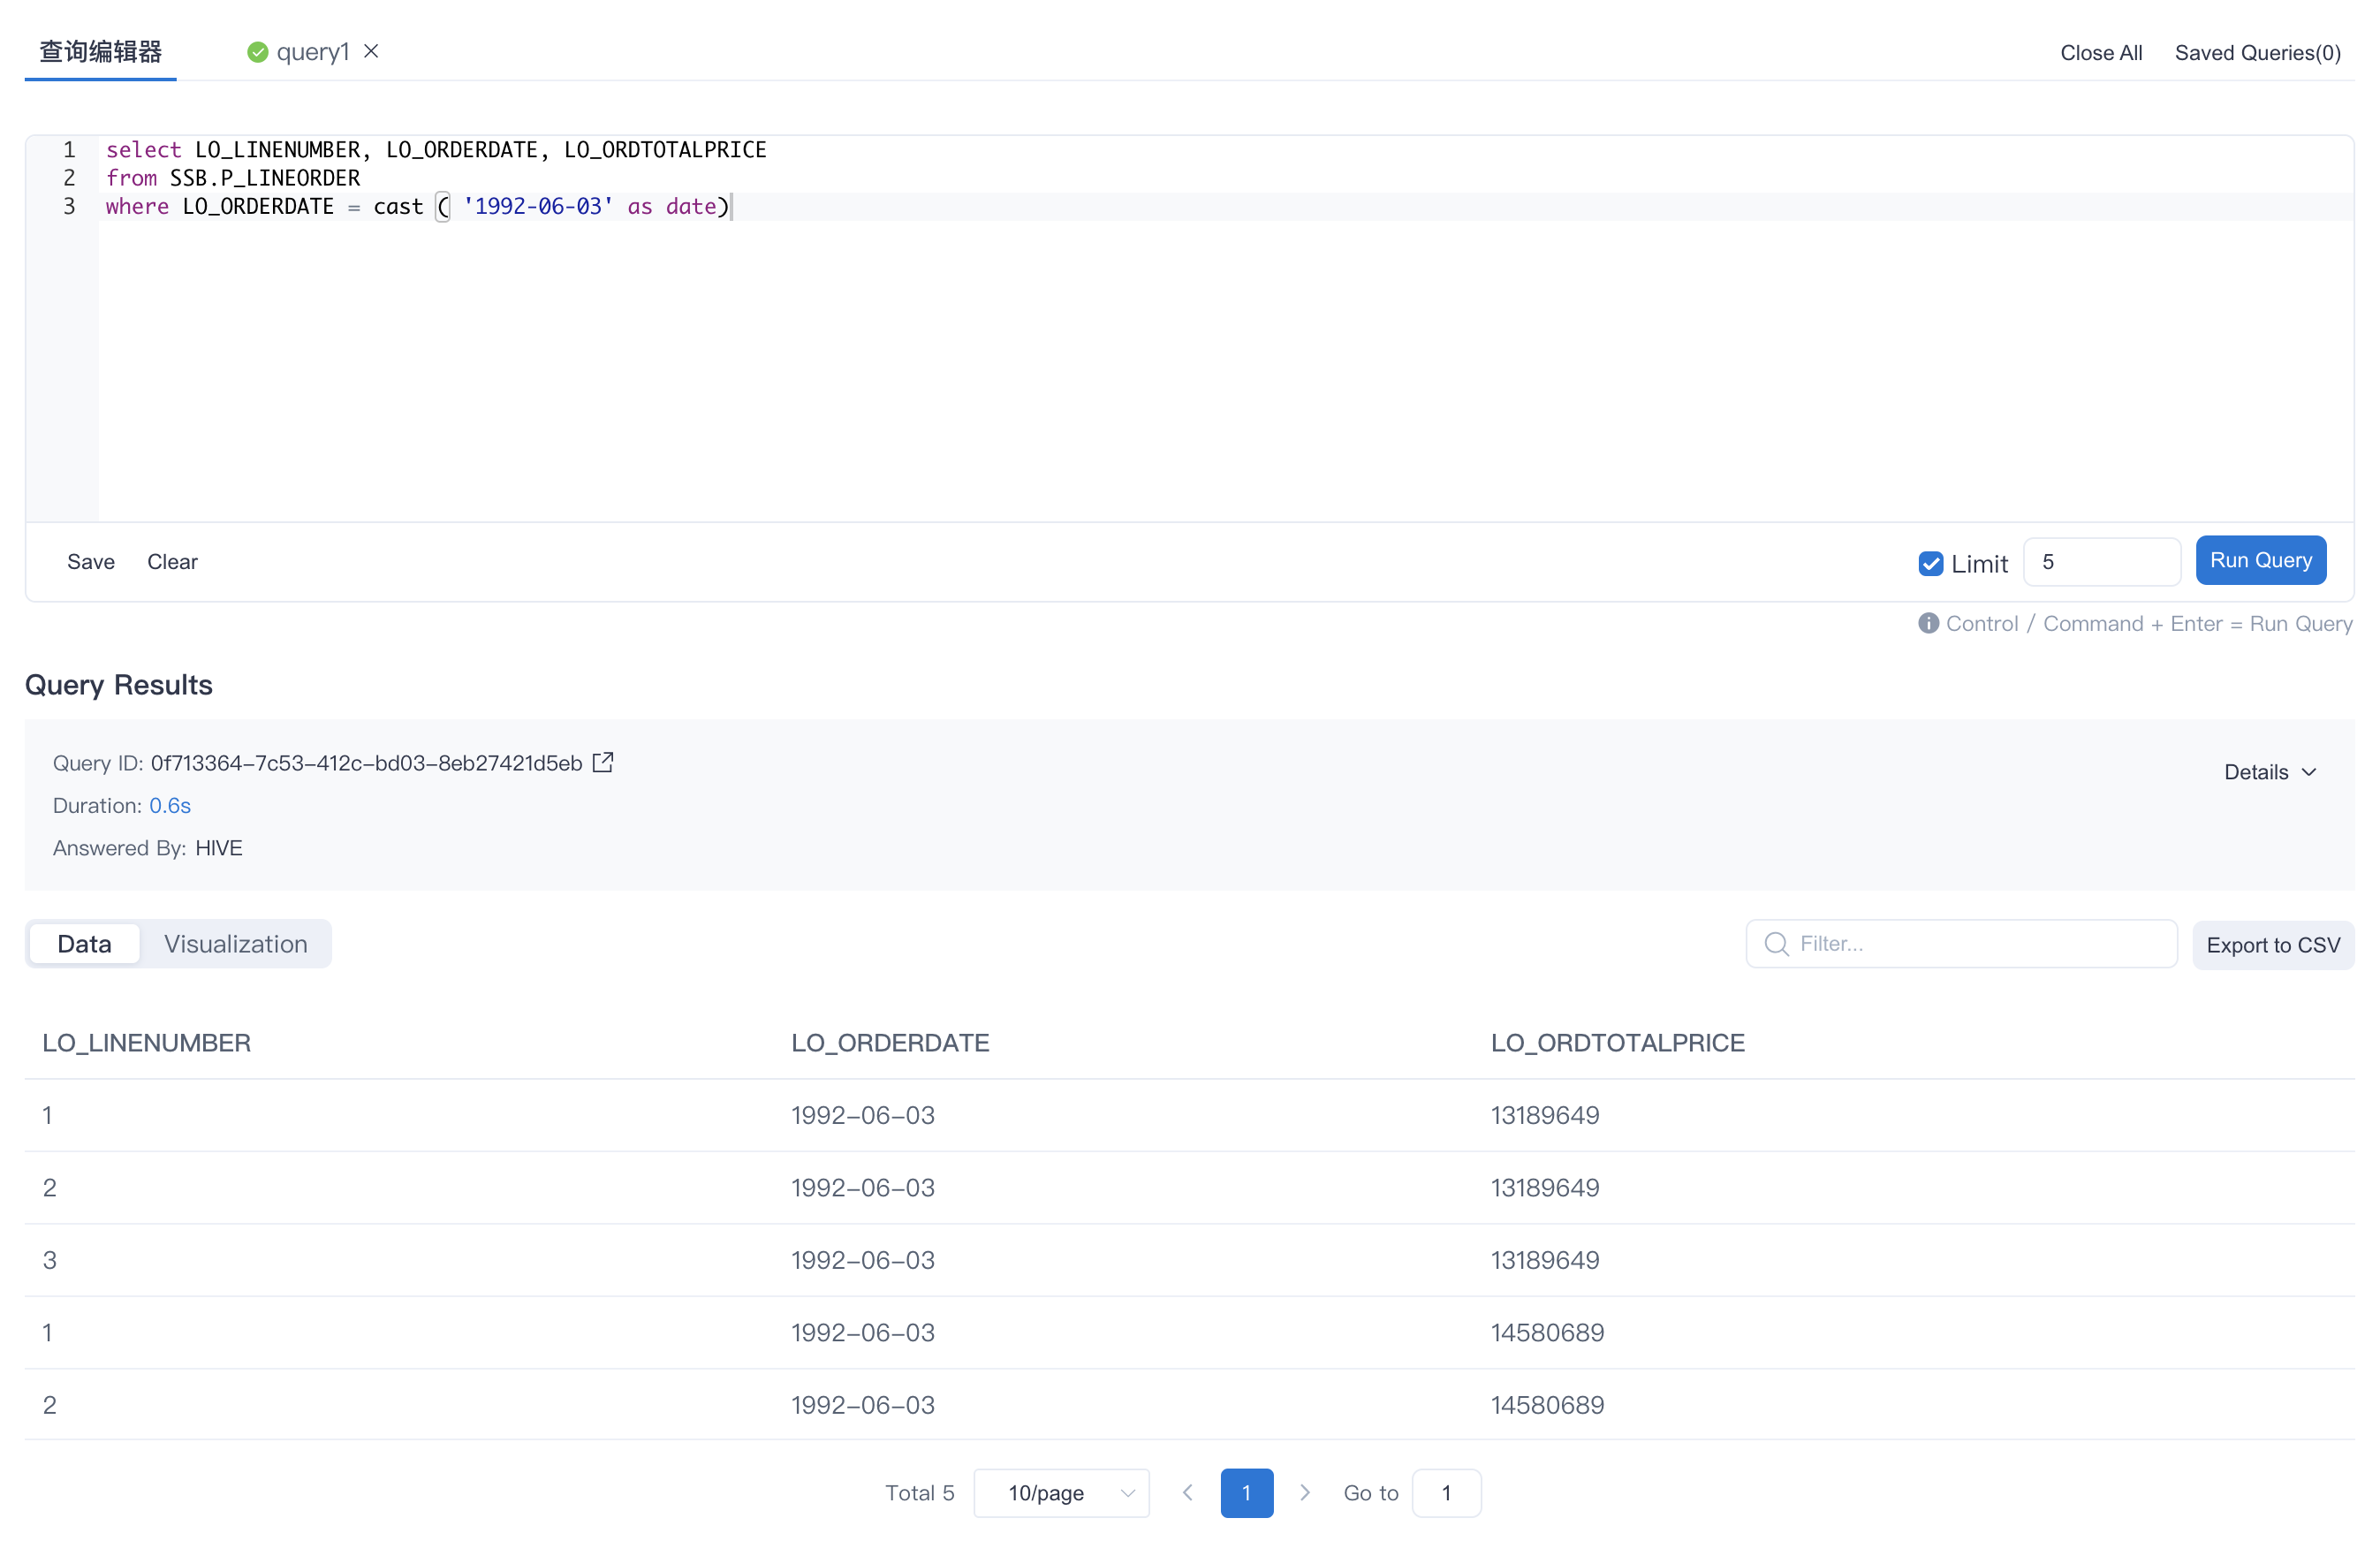 查询编辑器 query1 Close All Saved Queries(0)
1 select LO_LINENUMBER, LO_ORDERDATE, LO_ORDTOTALPRICE
2 from SSB.P_LINEORDER
3 where LO_ORDERDATE = cast ( '1992-06-03' as date)
Save Clear Limit 5 Run Query
Control / Command + Enter = Run Query
Query Results
Query ID: 0f713364-7c53-412c-bd03-8eb27421d5eb
Details
Duration: 0.6s
Answered By: HIVE
Data Visualization Filter... Export to CSV
LO_LINENUMBER LO_ORDERDATE LO_ORDTOTALPRICE
1 1992-06-03 13189649
2 1992-06-03 13189649
3 1992-06-03 13189649
1 1992-06-03 14580689
2 1992-06-03 14580689
Total 5 10/page 1 Go to 1